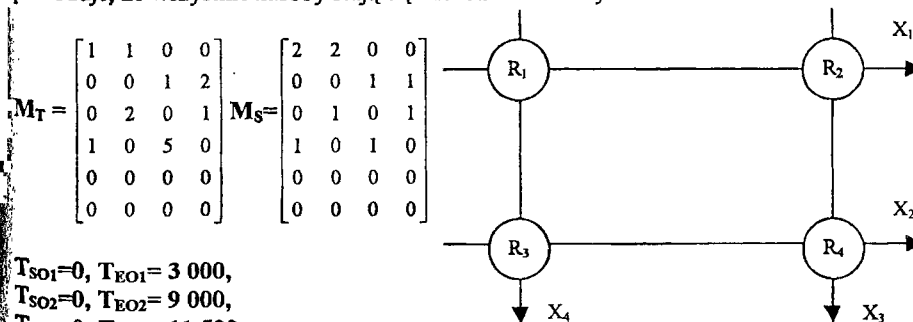 M_T = [1 1 0 0; 0 0 1 2; 0 2 0 1; 1 0 5 0; 0 0 0 0; 0 0 0 0] M_S= [2 2 0 0; 0 0 1 1; 0 1 0 1; 1 0 1 0; 0 0 0 0; 0 0 0 0]
X₁
R₁ R₂
X₂
R₃ R₄
X₄ X₃
T_SO1=0, T_EO1= 3 000,
T_SO2=0, T_EO2= 9 000,